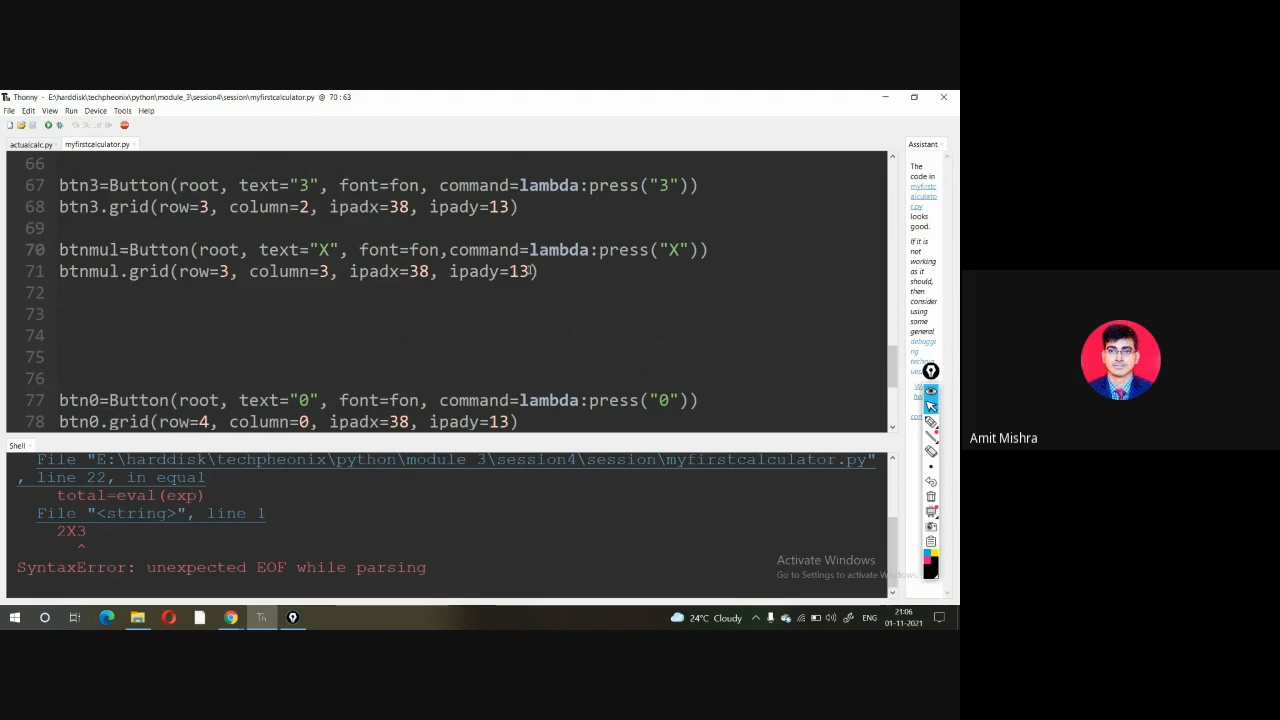 Th Thonny - E:\harddisk\techpheonix\python\module_3\session4\session\myfirstcalculator.py @ 70 : 63
File Edit View Run Device Tools Help
actualcalc.py myfirstcalculator.py
66
67 btn3=Button(root, text="3", font=fon, command=lambda:press("3"))
68 btn3.grid(row=3, column=2, ipadx=38, ipady=13)
69
70 btnmul=Button(root, text="X", font=fon,command=lambda:press("X"))
71 btnmul.grid(row=3, column=3, ipadx=38, ipady=13)
72
73
74
75
76
77 btn0=Button(root, text="0", font=fon, command=lambda:press("0"))
78 btn0.grid(row=4, column=0, ipadx=38, ipady=13)
Shell
File "E:\harddisk\techpheonix\python\module_3\session4\session\myfirstcalculator.py"
, line 22, in equal
total=eval(exp)
File "<string>", line 1
2X3
^
SyntaxError: unexpected EOF while parsing
Assistant
The
code in
myfirstc
alculato
r.py
looks
good.
If it is
not
working
as it
should,
then
consider
using
some
general
debuggi
ng
Activate Windows
Go to Settings to activate Windows.
Th
24°C Cloudy
ENG
21:06
01-11-2021
Amit Mishra